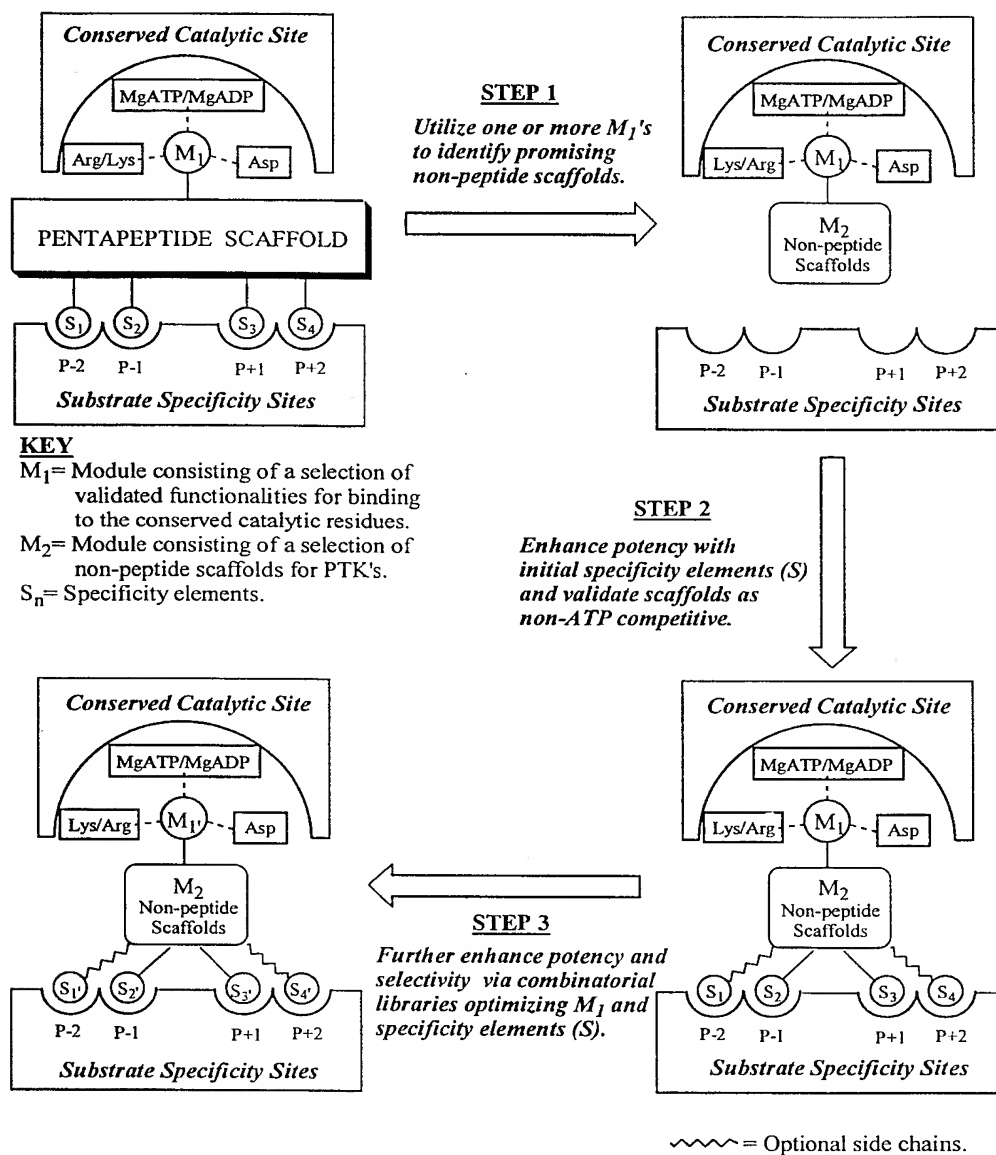 Conserved Catalytic Site
MgATP/MgADP
Arg/Lys
M1
Asp
PENTAPEPTIDE SCAFFOLD
S1
S2
S3
S4
P-2
P-1
P+1
P+2
Substrate Specificity Sites
STEP 1
Utilize one or more M1's
to identify promising
non-peptide scaffolds.
Conserved Catalytic Site
MgATP/MgADP
Lys/Arg
M1
Asp
M2
Non-peptide
Scaffolds
P-2
P-1
P+1
P+2
Substrate Specificity Sites
KEY
M1= Module consisting of a selection of
validated functionalities for binding
to the conserved catalytic residues.
M2= Module consisting of a selection of
non-peptide scaffolds for PTK's.
Sn= Specificity elements.
STEP 2
Enhance potency with
initial specificity elements (S)
and validate scaffolds as
non-ATP competitive.
Conserved Catalytic Site
MgATP/MgADP
Lys/Arg
M1'
Asp
M2
Non-peptide
Scaffolds
S1'
S2'
S3'
S4'
P-2
P-1
P+1
P+2
Substrate Specificity Sites
STEP 3
Further enhance potency and
selectivity via combinatorial
libraries optimizing M1 and
specificity elements (S).
Conserved Catalytic Site
MgATP/MgADP
Lys/Arg
M1
Asp
M2
Non-peptide
Scaffolds
S1
S2
S3
S4
P-2
P-1
P+1
P+2
Substrate Specificity Sites
= Optional side chains.